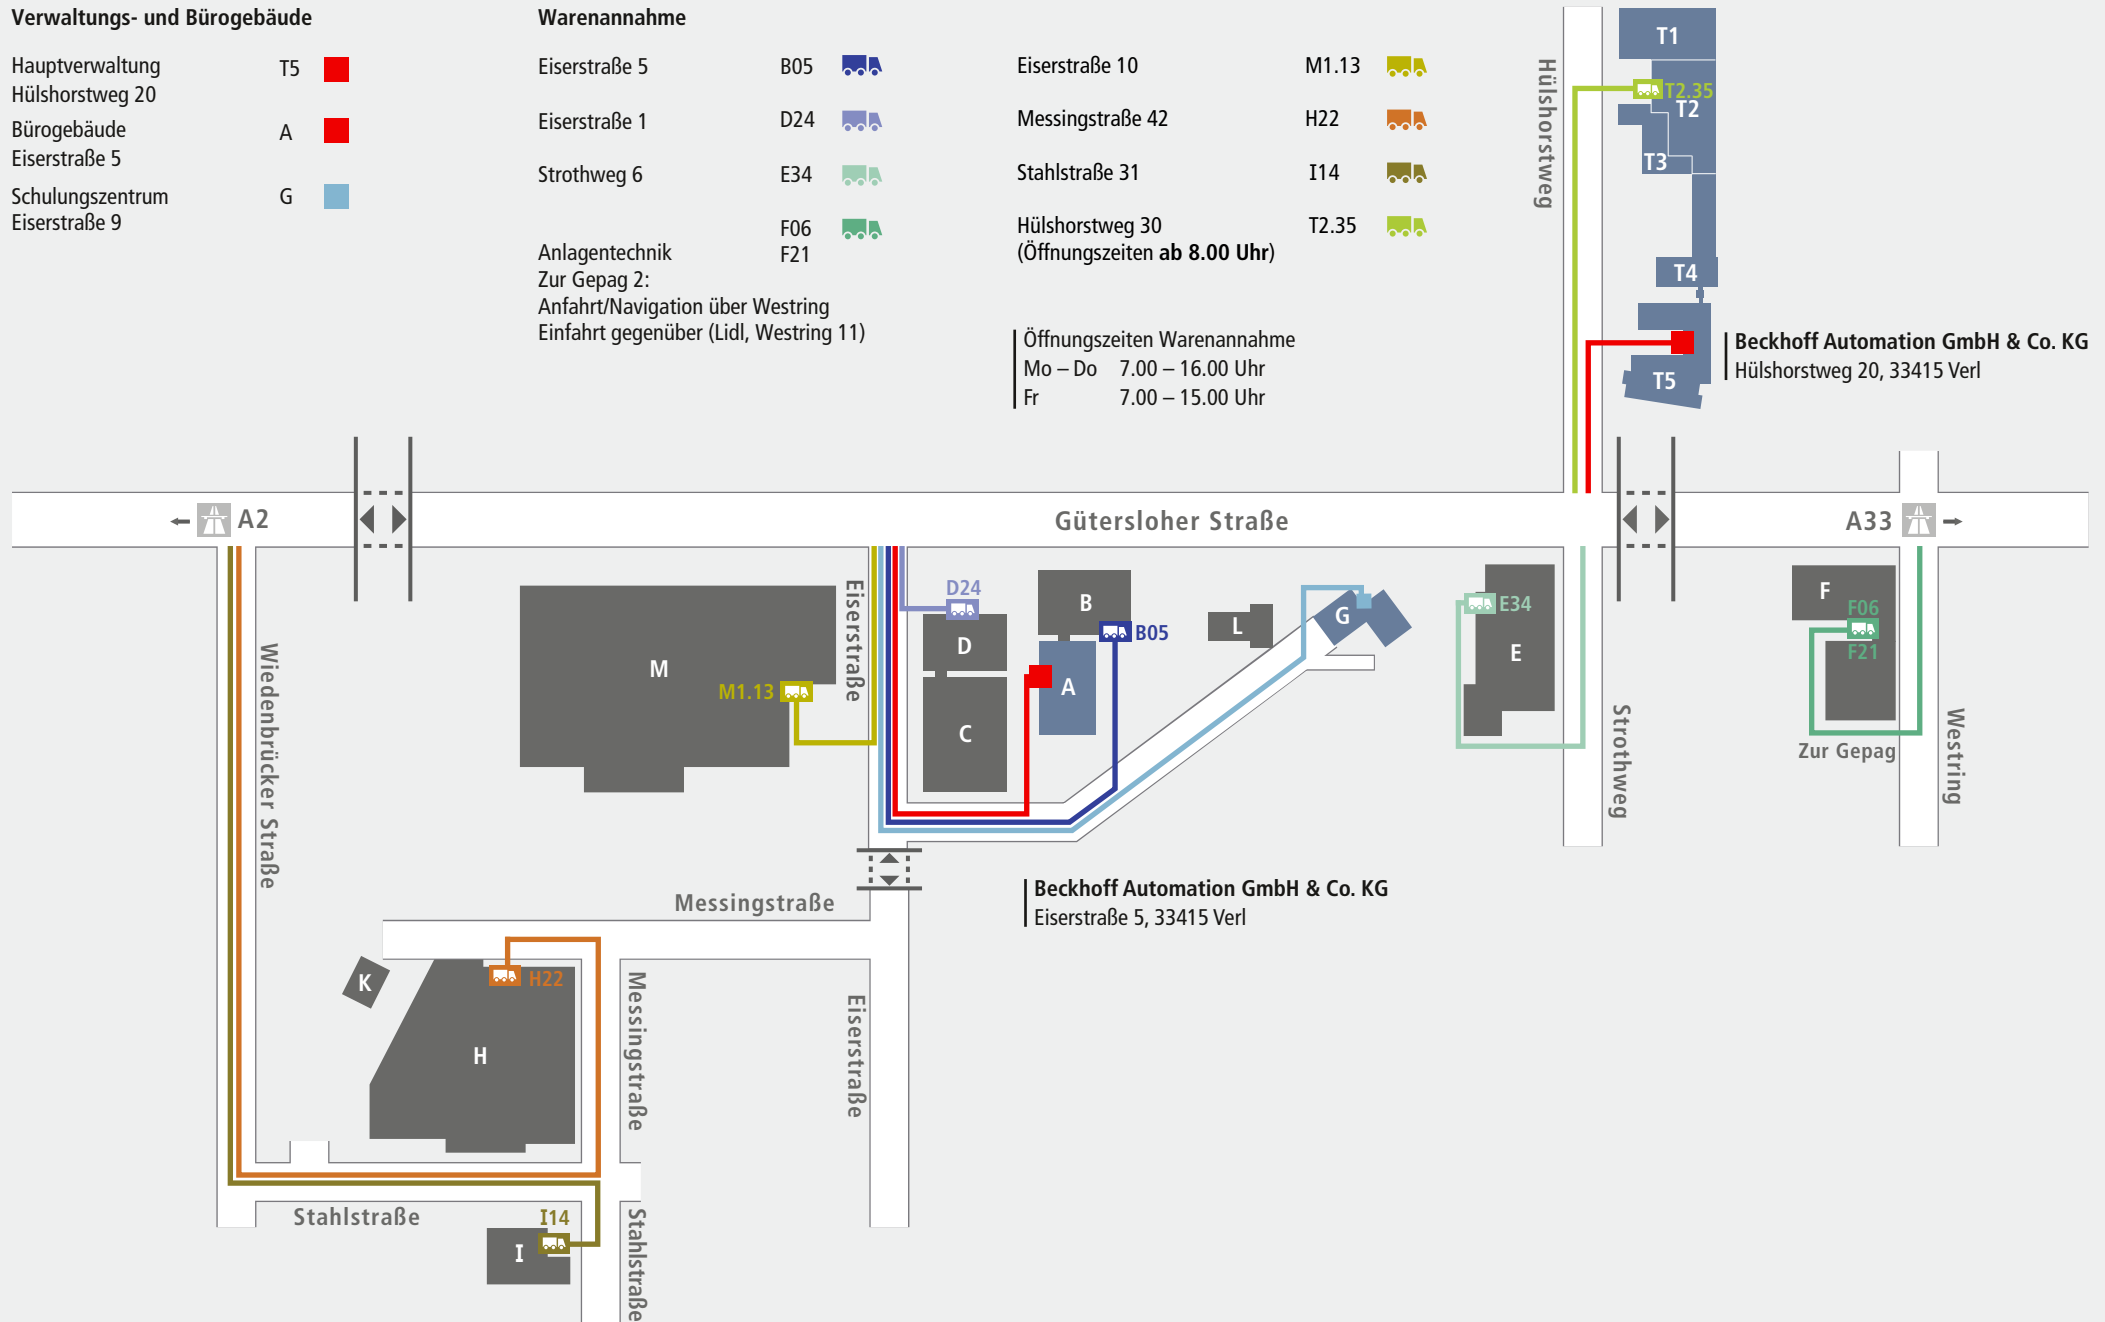 Verwaltungs- und Bürogebäude
Hauptverwaltung T5
Hülshorstweg 20
Bürogebäude A
Eiserstraße 5
Schulungszentrum G
Eiserstraße 9
Warenannahme
Eiserstraße 5 B05
Eiserstraße 1 D24
Strothweg 6 E34
F06
Anlagentechnik F21
Zur Gepag 2:
Anfahrt/Navigation über Westring
Einfahrt gegenüber (Lidl, Westring 11)
Eiserstraße 10 M1.13
Messingstraße 42 H22
Stahlstraße 31 I14
Hülshorstweg 30 T2.35
(Öffnungszeiten ab 8.00 Uhr)
Öffnungszeiten Warenannahme
Mo – Do 7.00 – 16.00 Uhr
Fr 7.00 – 15.00 Uhr
Hülshorstweg
T1
T2.35
T2
T3
T4
T5
Beckhoff Automation GmbH & Co. KG
Hülshorstweg 20, 33415 Verl
A2
Gütersloher Straße
A33
Wiedenbrücker Straße
M
M1.13
Eiserstraße
D24
D
C
B
B05
A
L
G
E34
E
Strothweg
F
F06
F21
Zur Gepag
Westring
Beckhoff Automation GmbH & Co. KG
Eiserstraße 5, 33415 Verl
Messingstraße
K
H22
H
Messingstraße
Eiserstraße
Stahlstraße
I14
I
Stahlstraße